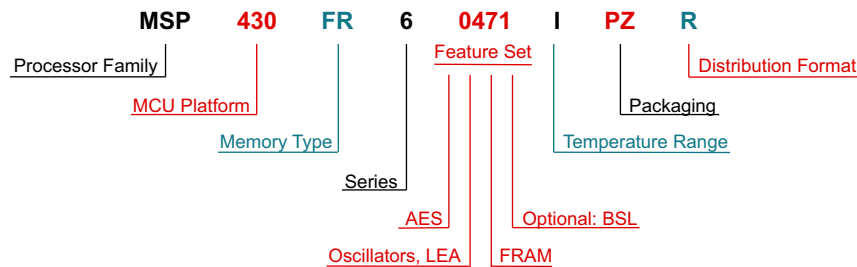 MSP 430 FR 6 0471 I PZ R
Feature Set
Processor Family
Distribution Format
MCU Platform
Packaging
Memory Type
Temperature Range
Series
AES
Optional: BSL
Oscillators, LEA
FRAM